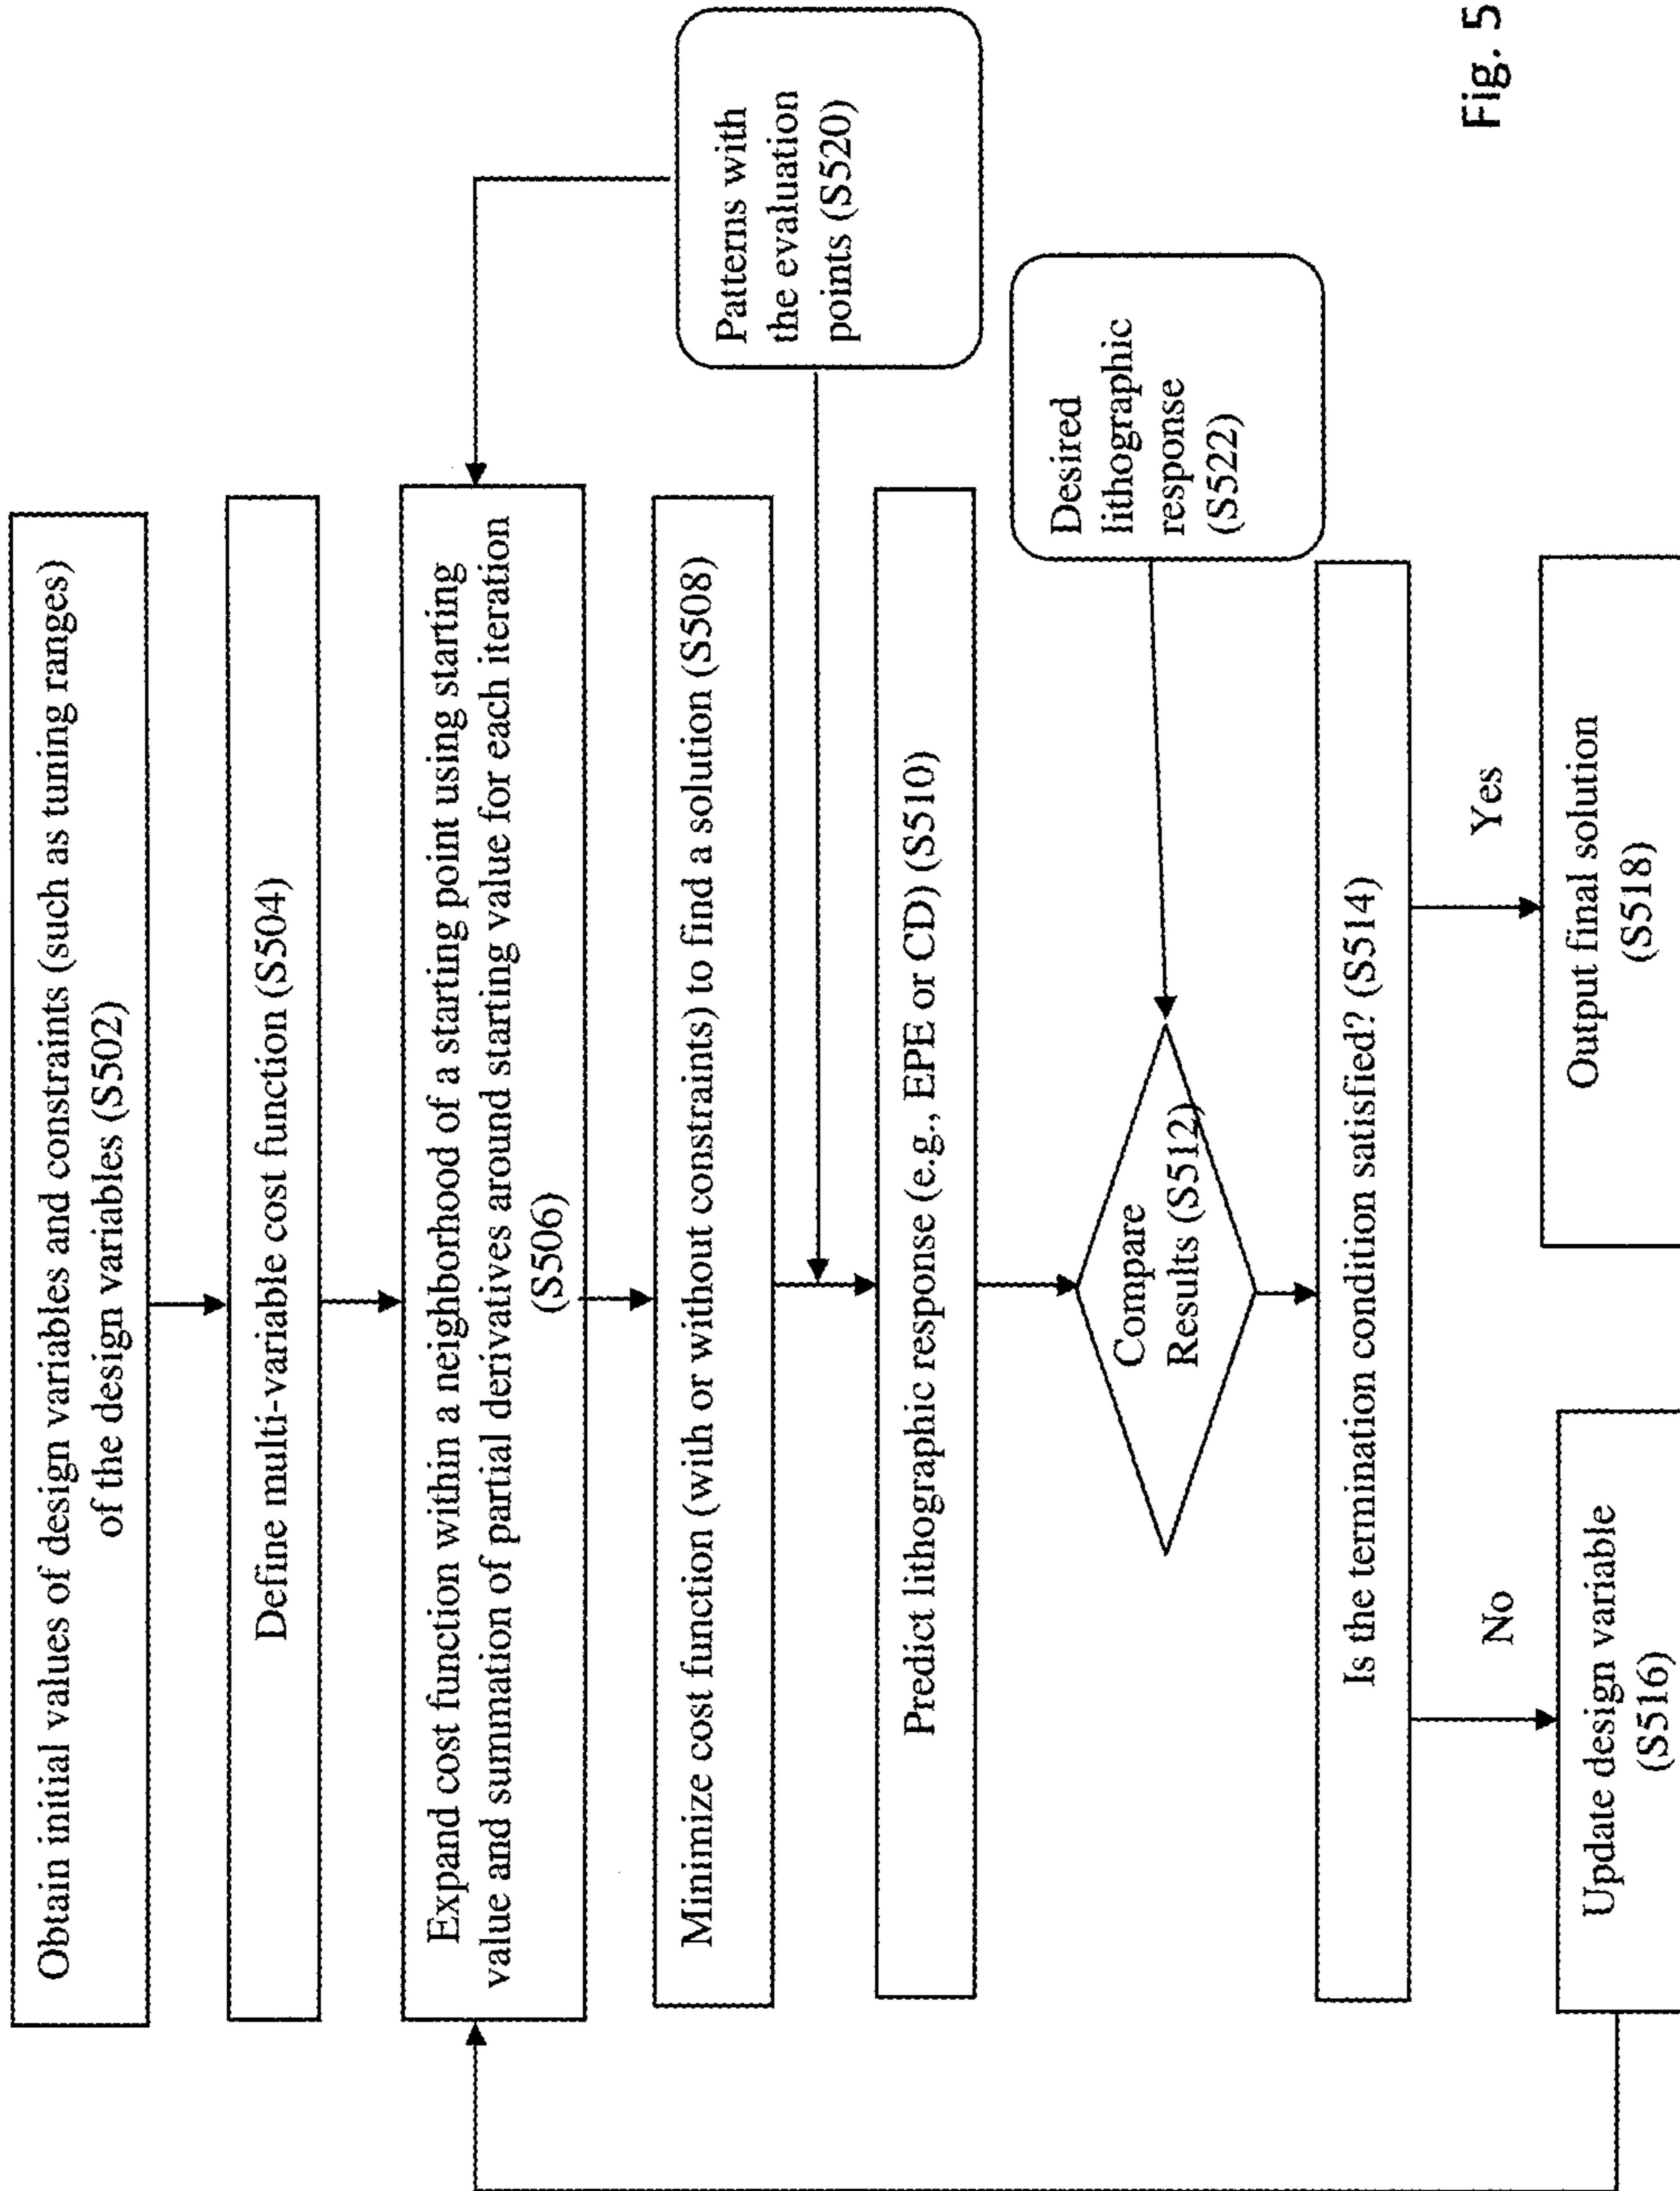 Obtain initial values of design variables and constraints (such as tuning ranges)
of the design variables (S502)
Define multi-variable cost function (S504)
Expand cost function within a neighborhood of a starting point using starting
value and summation of partial derivatives around starting value for each iteration
(S506)
Patterns with
the evaluation
points (S520)
Minimize cost function (with or without constraints) to find a solution (S508)
Predict lithographic response (e.g., EPE or CD) (S510)
Desired
lithographic
response
(S522)
Compare
Results (S512)
Is the termination condition satisfied? (S514)
No
Yes
Update design variable
(S516)
Output final solution
(S518)
Fig. 5